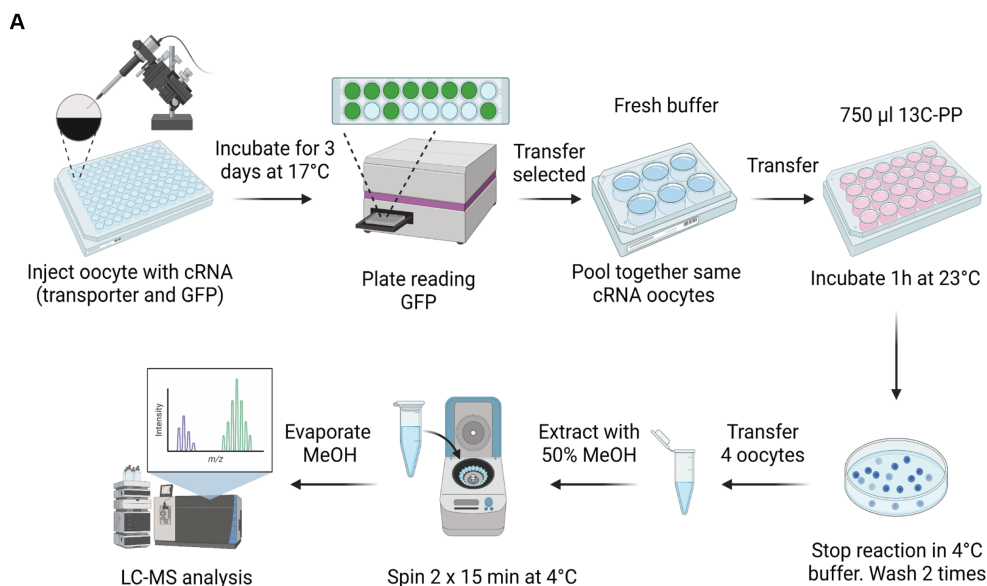 A
Inject oocyte with cRNA
(transporter and GFP)
Incubate for 3
days at 17°C
Plate reading
GFP
Transfer
selected
Fresh buffer
Pool together same
cRNA oocytes
Transfer
750 µl 13C-PP
Incubate 1h at 23°C
Stop reaction in 4°C
buffer. Wash 2 times
Transfer
4 oocytes
Extract with
50% MeOH
Spin 2 x 15 min at 4°C
Evaporate
MeOH
Intensity
m/z
LC-MS analysis